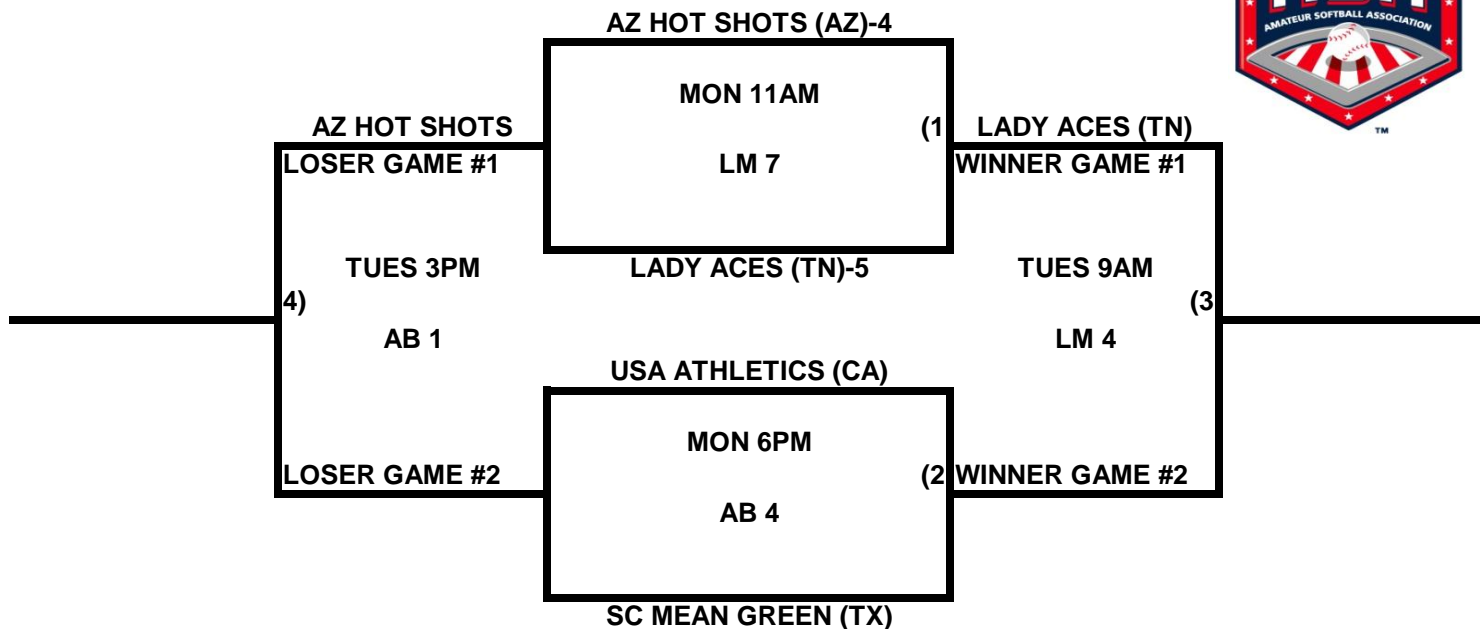 AZ HOT SHOTS (AZ)-4
AMATEUR SOFTBALL ASSOCIATION
TM
MON 11AM
AZ HOT SHOTS
(1
LADY ACES (TN)
LOSER GAME #1
LM 7
WINNER GAME #1
TUES 3PM
LADY ACES (TN)-5
TUES 9AM
4)
(3
AB 1
LM 4
USA ATHLETICS (CA)
MON 6PM
LOSER GAME #2
(2
WINNER GAME #2
AB 4
SC MEAN GREEN (TX)